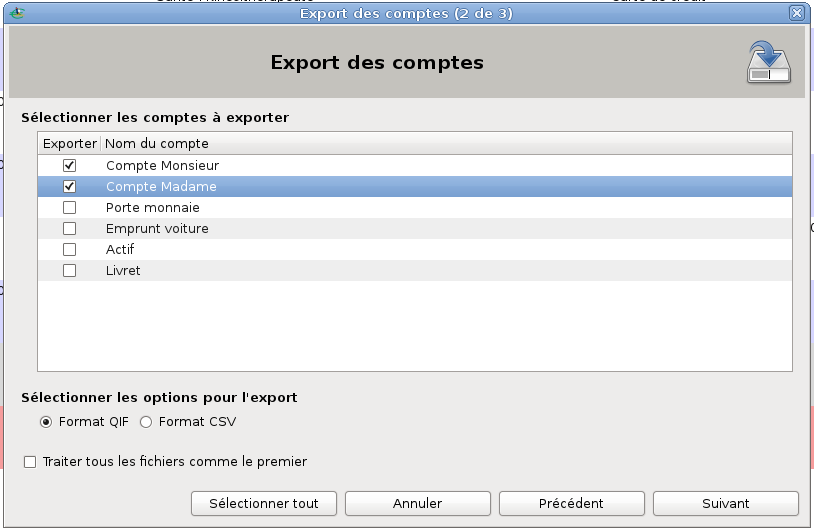 Export des comptes (2 de 3)
Export des comptes
Sélectionner les comptes à exporter
Exporter Nom du compte
Compte Monsieur
Compte Madame
Porte monnaie
Emprunt voiture
Actif
Livret
Sélectionner les options pour l'export
Format QIF Format CSV
Traiter tous les fichiers comme le premier
Sélectionner tout Annuler Précédent Suivant